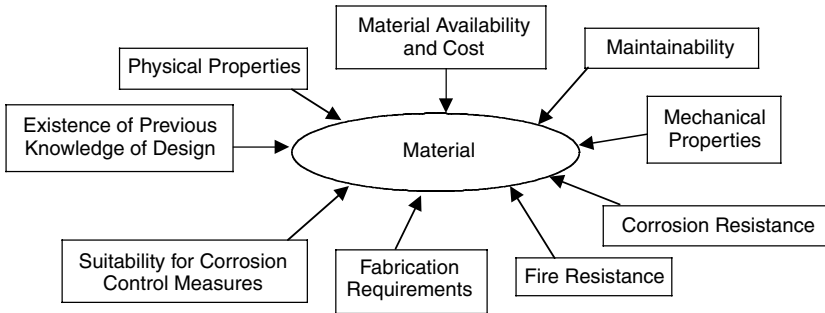 Material Availability
and Cost
Maintainability
Physical Properties
Mechanical
Properties
Existence of Previous
Knowledge of Design
Material
Corrosion Resistance
Suitability for Corrosion
Control Measures
Fabrication
Requirements
Fire Resistance